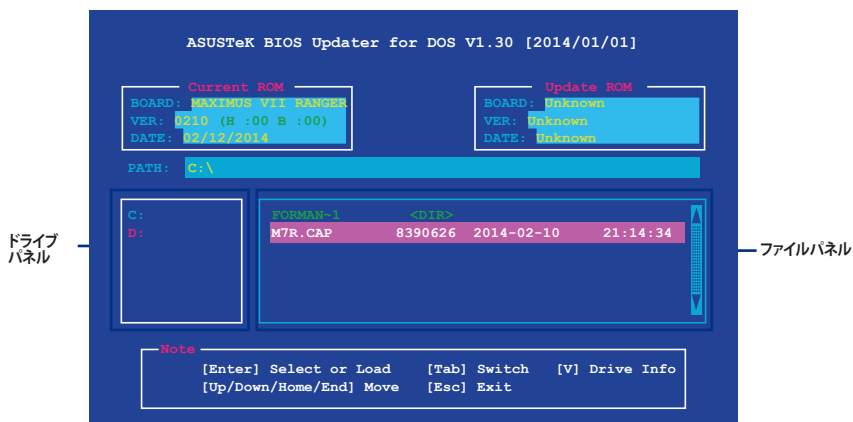 ASUSTeK BIOS Updater for DOS V1.30 [2014/01/01]
Current ROM
BOARD: MAXIMUS VII RANGER
VER: 0210 (H :00 B :00)
DATE: 02/12/2014
Update ROM
BOARD: Unknown
VER: Unknown
DATE: Unknown
PATH: C:\
C:
D:
FORMAN~1 <DIR>
M7R.CAP 8390626 2014-02-10 21:14:34
ドライブ
パネル
ファイルパネル
Note
[Enter] Select or Load [Tab] Switch [V] Drive Info
[Up/Down/Home/End] Move [Esc] Exit